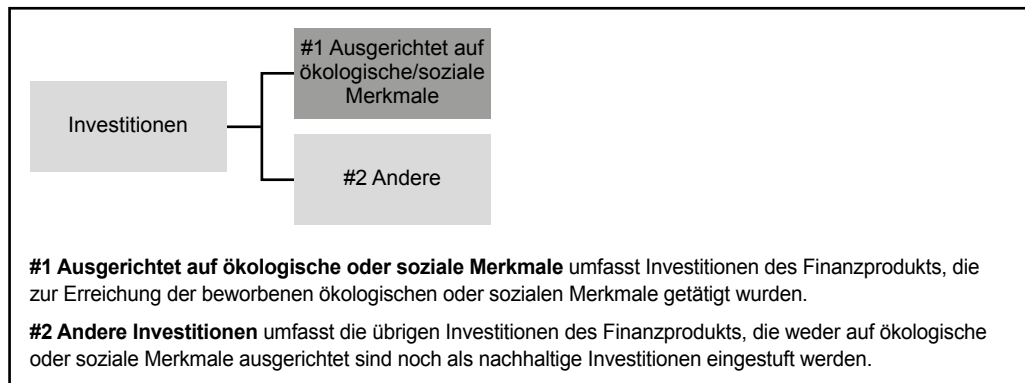 #1 Ausgerichtet auf
ökologische/soziale
Merkmale
Investitionen
#2 Andere
#1 Ausgerichtet auf ökologische oder soziale Merkmale umfasst Investitionen des Finanzprodukts, die
zur Erreichung der beworbenen ökologischen oder sozialen Merkmale getätigt wurden.
#2 Andere Investitionen umfasst die übrigen Investitionen des Finanzprodukts, die weder auf ökologische
oder soziale Merkmale ausgerichtet sind noch als nachhaltige Investitionen eingestuft werden.